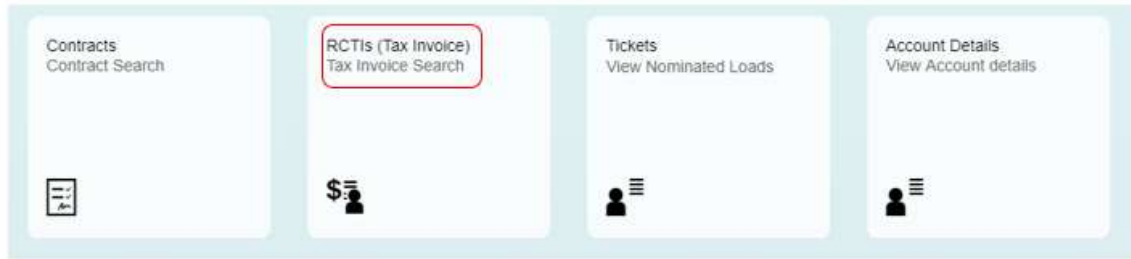 Contracts
Contract Search
RCTIs (Tax Invoice)
Tax Invoice Search
Tickets
View Nominated Loads
Account Details
View Account details
$